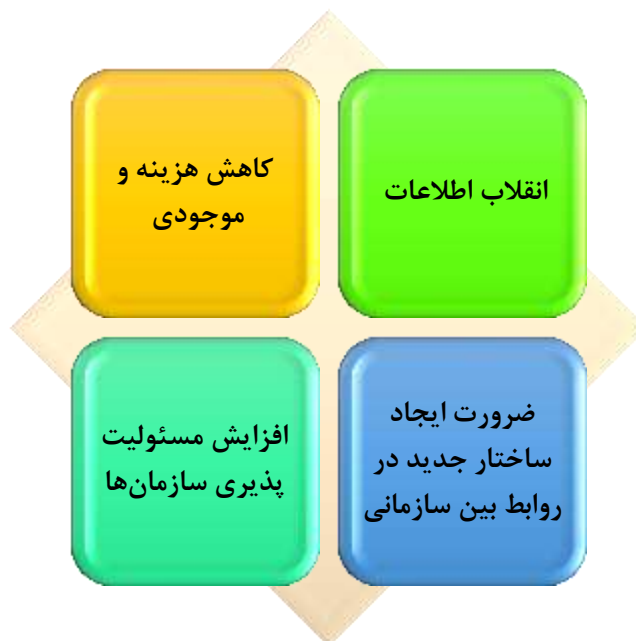 انقلاب اطلاعات
کاهش هزینه و
موجودی
ضرورت ایجاد
ساختار جدید در
روابط بین سازمانی
افزایش مسئولیت
پذیری سازمان‌ها